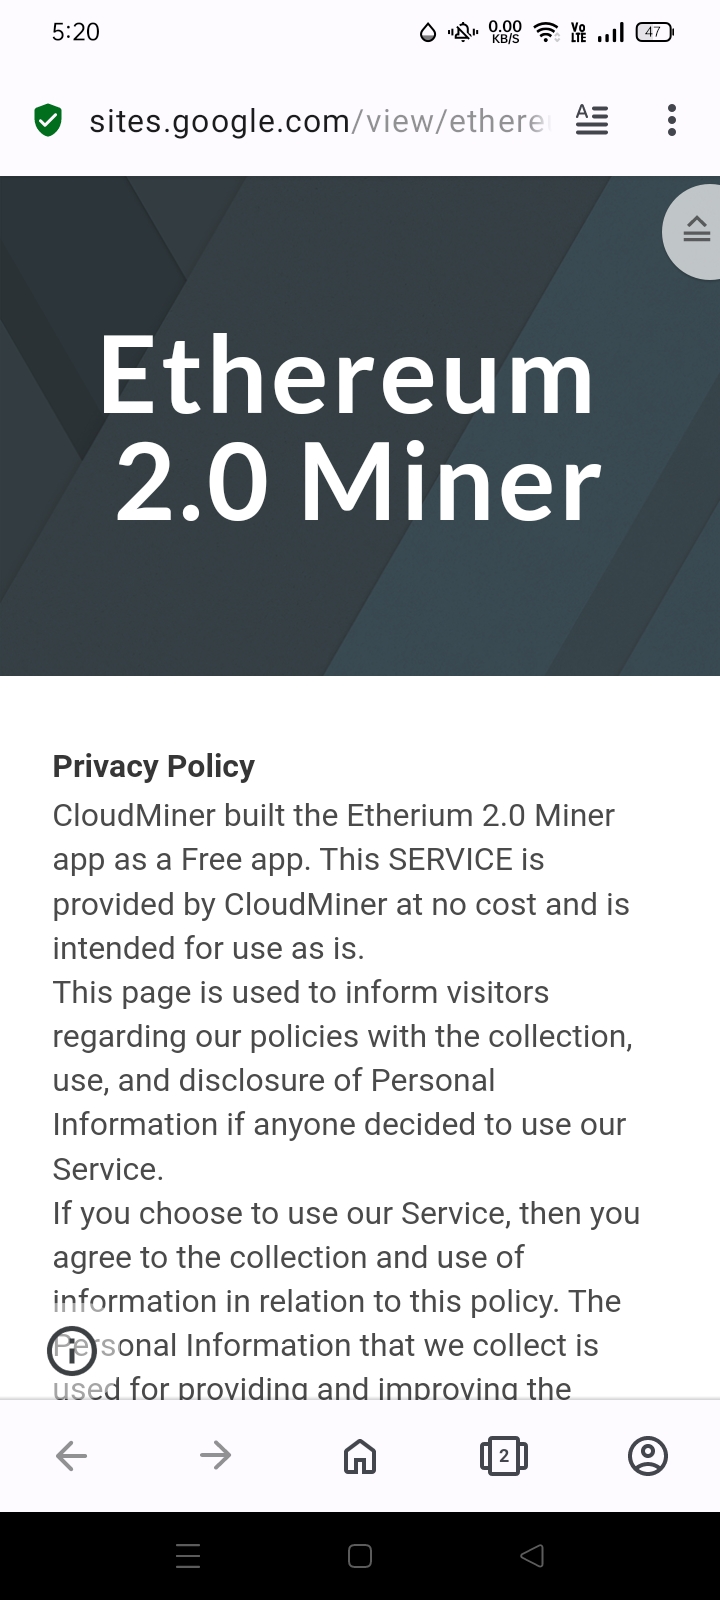 5:20
0.00
KB/S
Vo
LTE
47
sites.google.com/view/ethere
A
Ethereum
2.0 Miner
Privacy Policy
CloudMiner built the Etherium 2.0 Miner
app as a Free app. This SERVICE is
provided by CloudMiner at no cost and is
intended for use as is.
This page is used to inform visitors
regarding our policies with the collection,
use, and disclosure of Personal
Information if anyone decided to use our
Service.
If you choose to use our Service, then you
agree to the collection and use of
information in relation to this policy. The
Personal Information that we collect is
used for providing and improving the
2